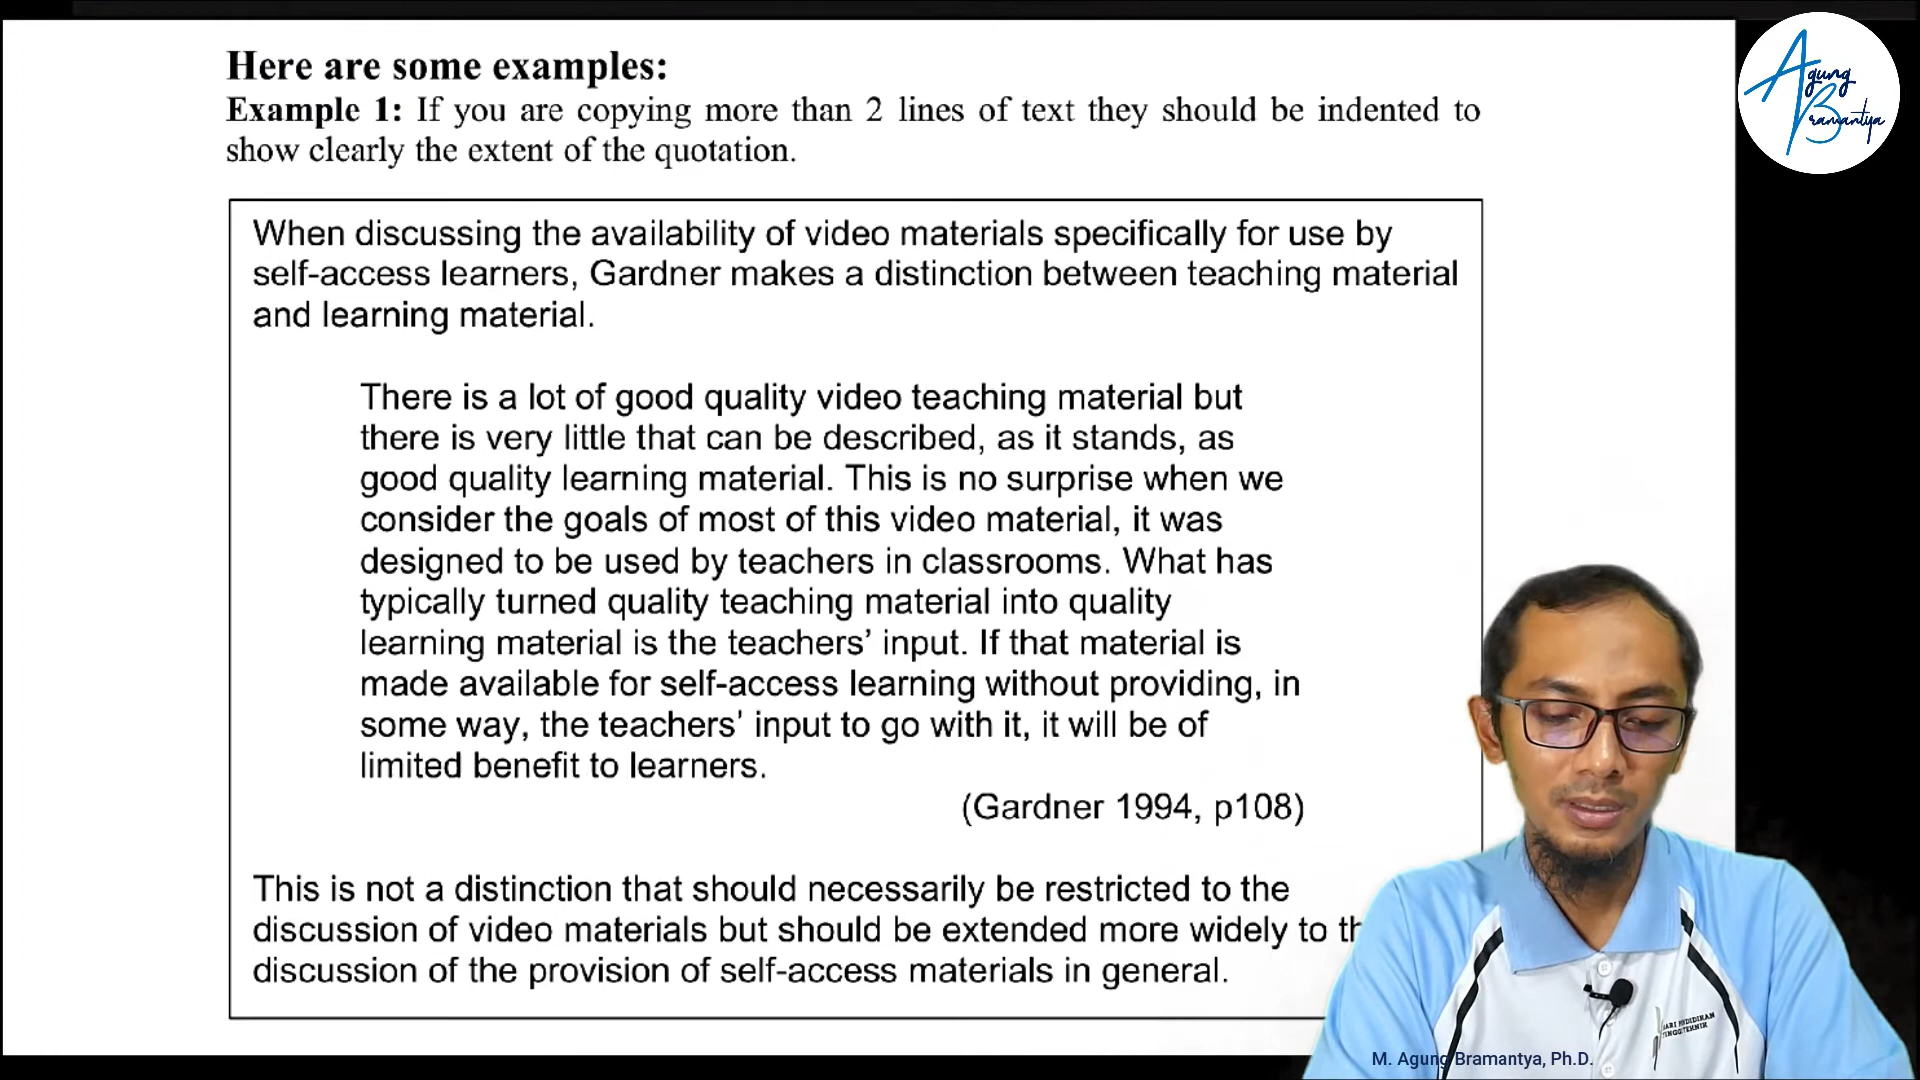 Here are some examples:
Example 1: If you are copying more than 2 lines of text they should be indented to
show clearly the extent of the quotation.
When discussing the availability of video materials specifically for use by
self-access learners, Gardner makes a distinction between teaching material
and learning material.
There is a lot of good quality video teaching material but
there is very little that can be described, as it stands, as
good quality learning material. This is no surprise when we
consider the goals of most of this video material, it was
designed to be used by teachers in classrooms. What has
typically turned quality teaching material into quality
learning material is the teachers’ input. If that material is
made available for self-access learning without providing, in
some way, the teachers’ input to go with it, it will be of
limited benefit to learners.
(Gardner 1994, p108)
This is not a distinction that should necessarily be restricted to the
discussion of video materials but should be extended more widely to
discussion of the provision of self-access materials in general.
Agung
Bramantya
M. Agung Bramantya, Ph.D.